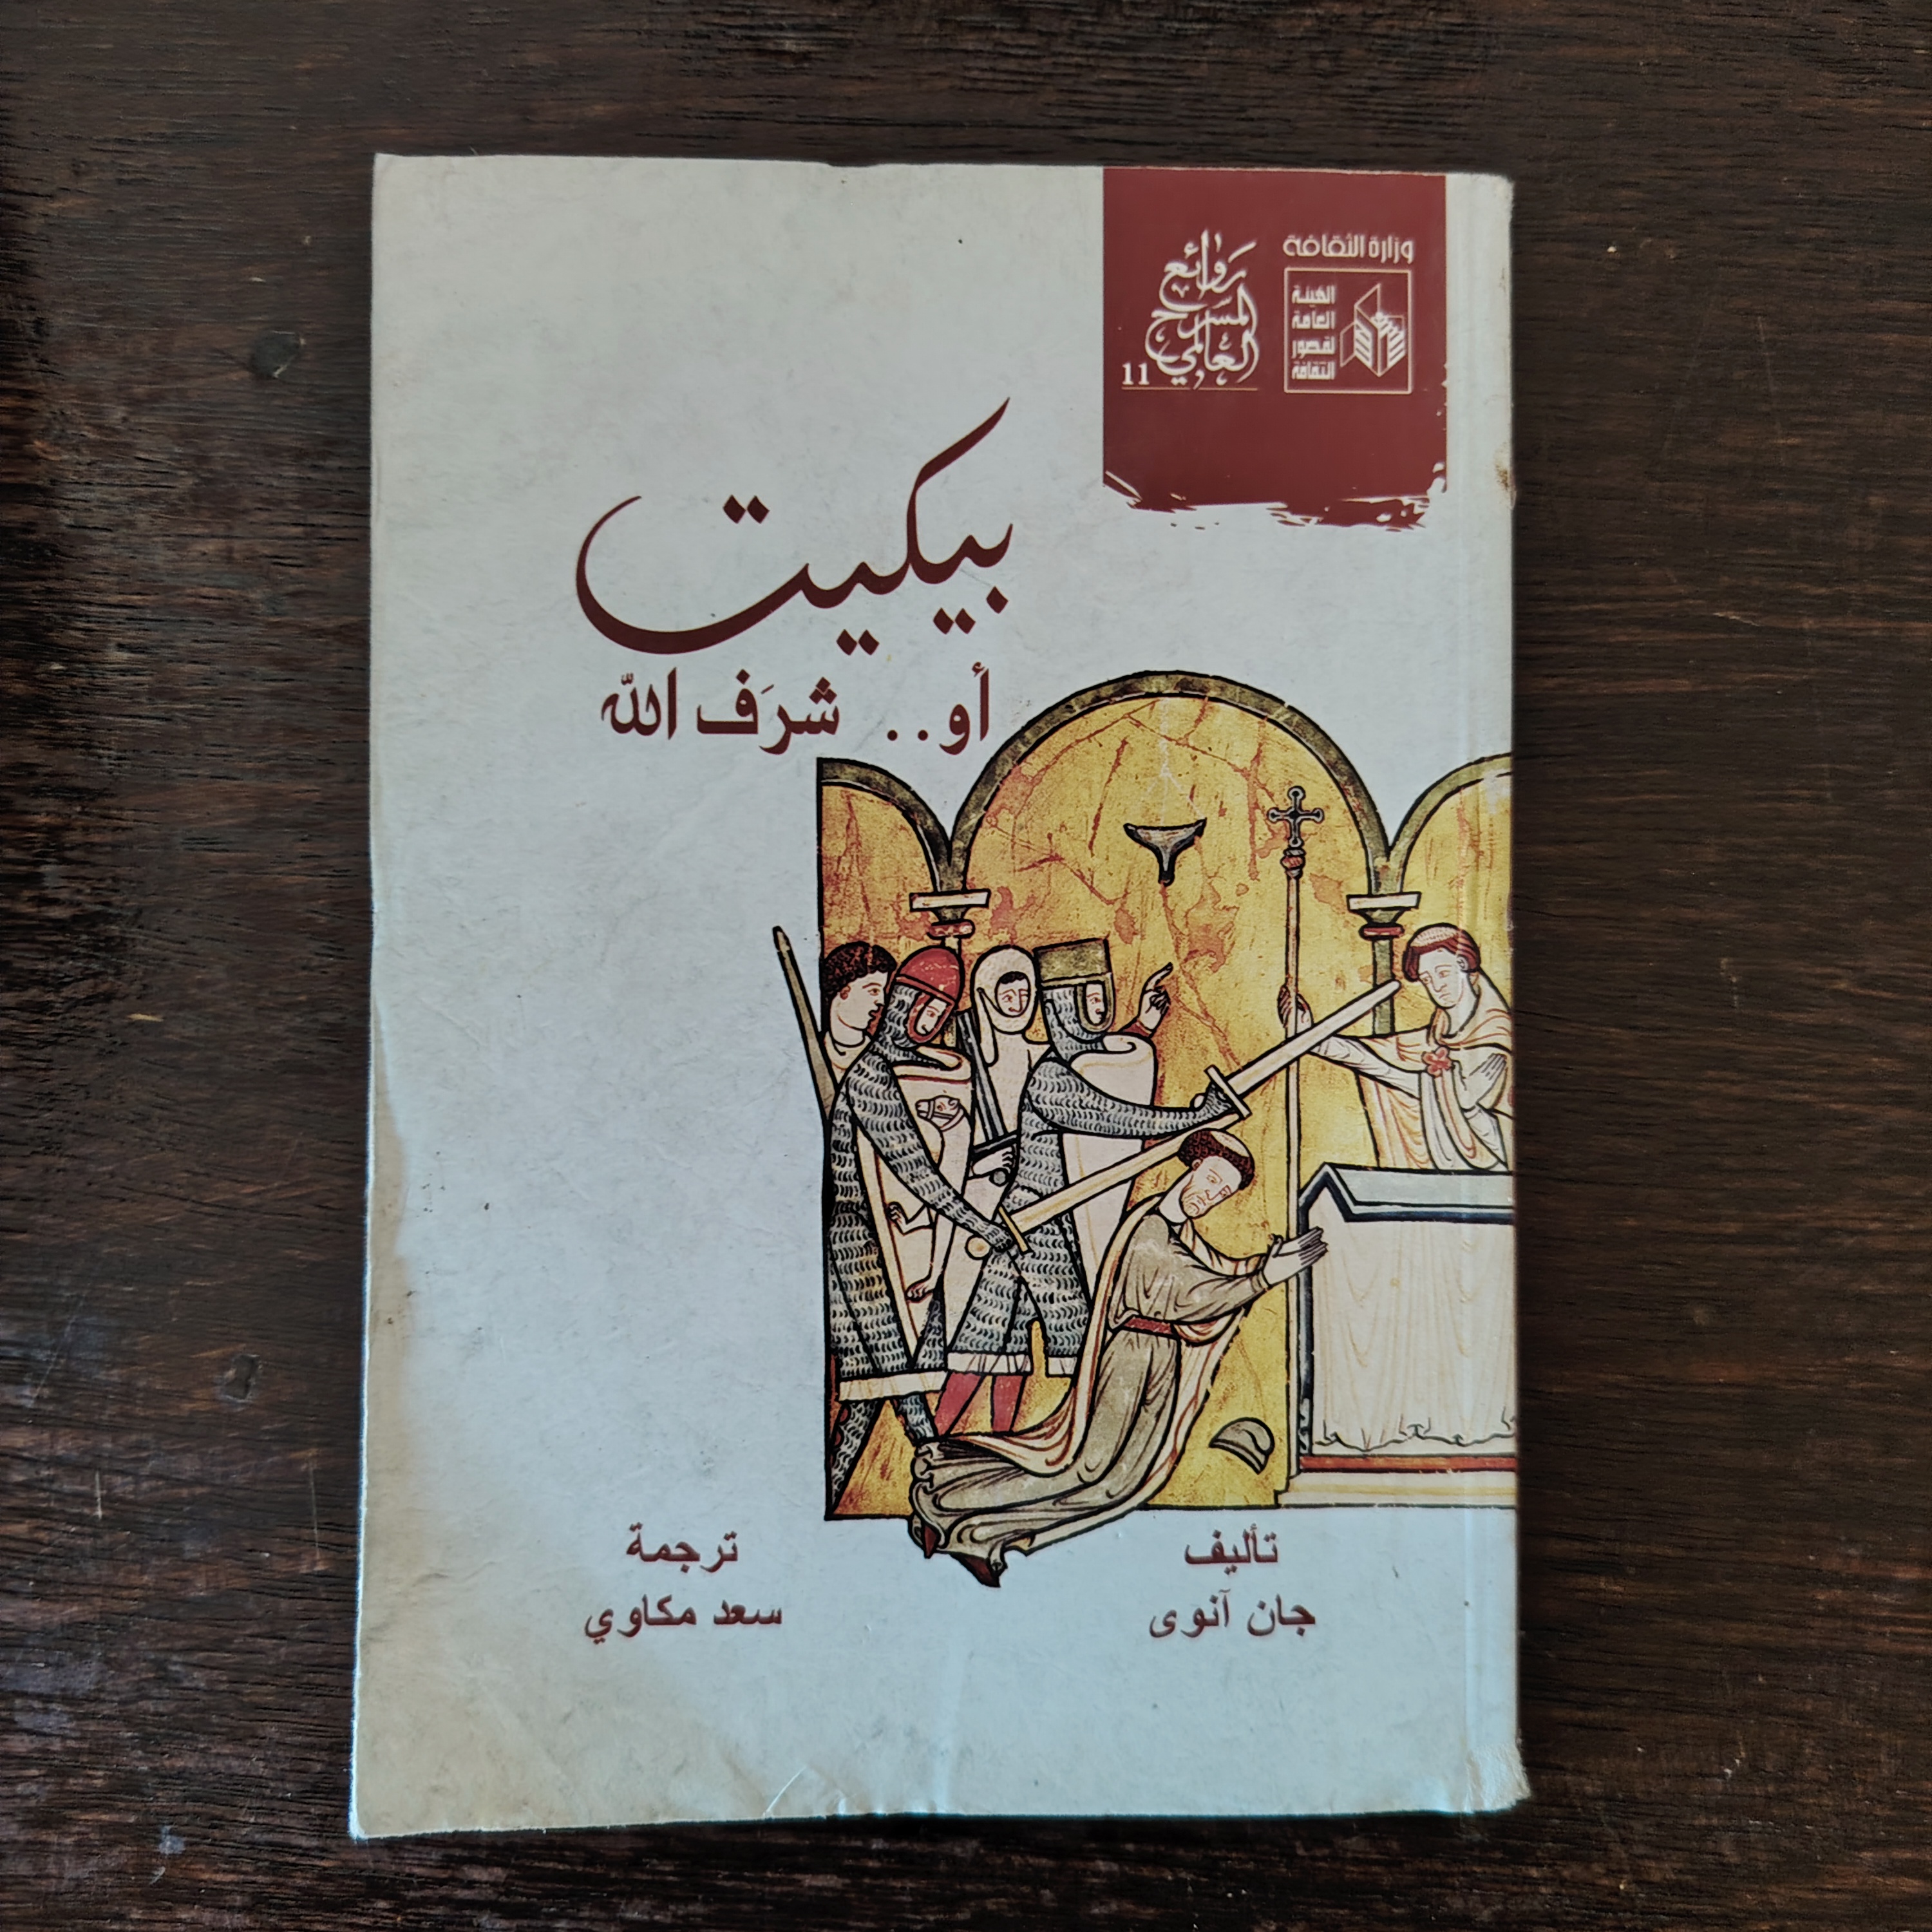 وزارة الثقافة
الهيئة
العامة
لقصور
الثقافة
روائع
المسرح
العالمي
11
بيكيت
أو.. شرَف الله
تأليف
جان آنوى
ترجمة
سعد مكاوي